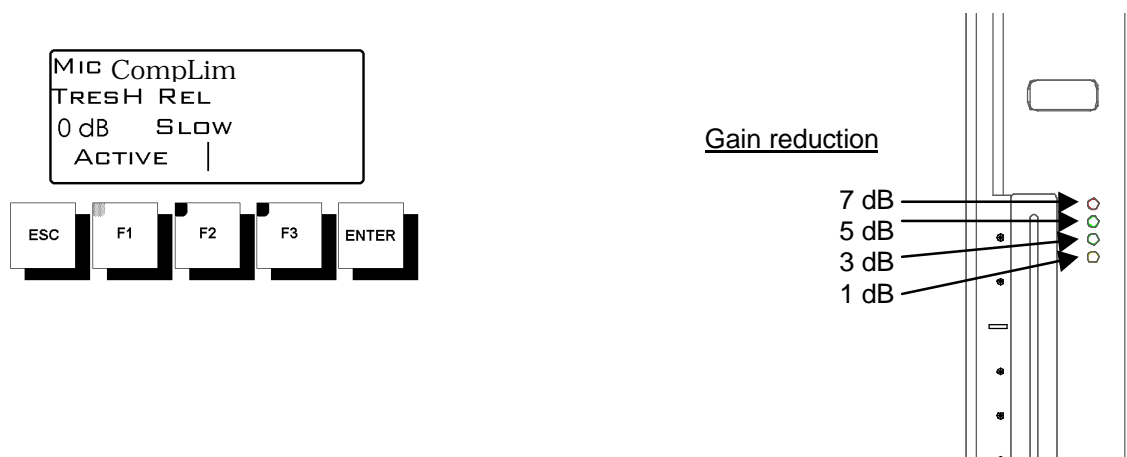 Mic CompLim
TresH Rel
0 dB Slow
Active |
ESC F1 F2 F3 ENTER
Gain reduction
7 dB
5 dB
3 dB
1 dB